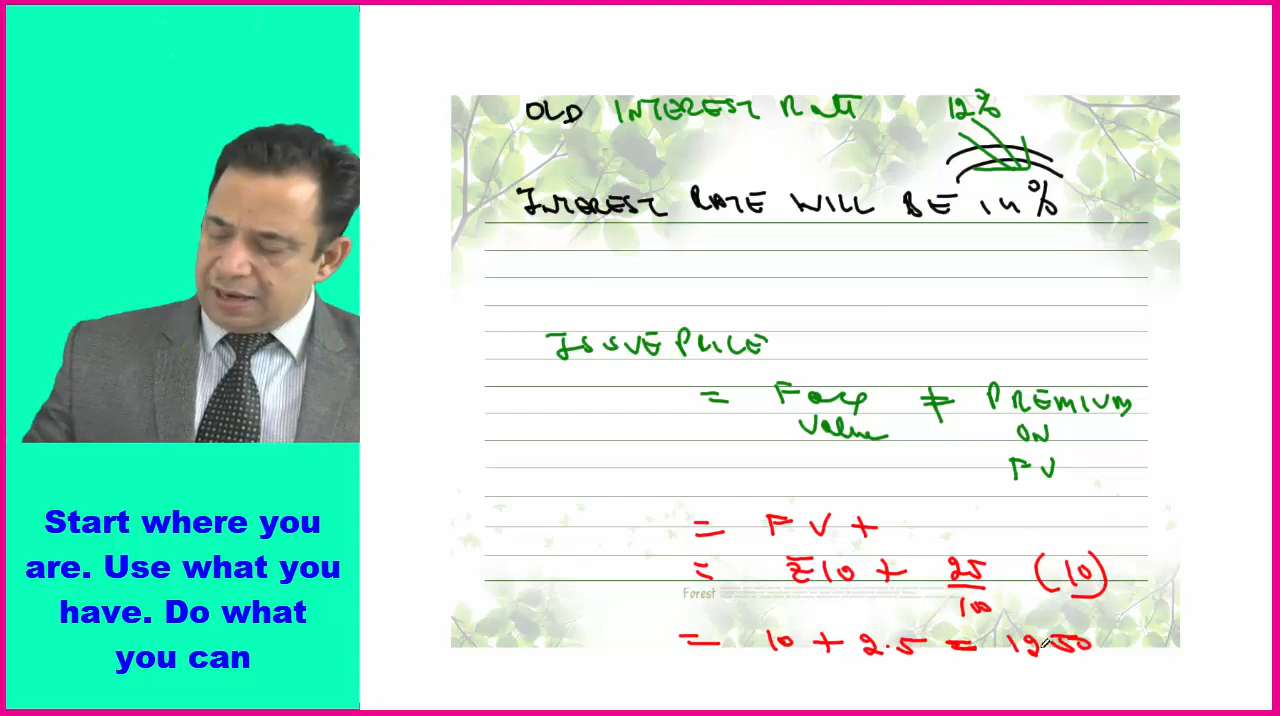 OLD INTEREST RATE 12%
INTEREST RATE WILL BE 14%
ISSUE PRICE
= Face Value + PREMIUM ON FV
= FV +
= ₹10 + 25/100 (10)
Forest
= 10 + 2.5 = 12.50
Start where you
are. Use what you
have. Do what
you can